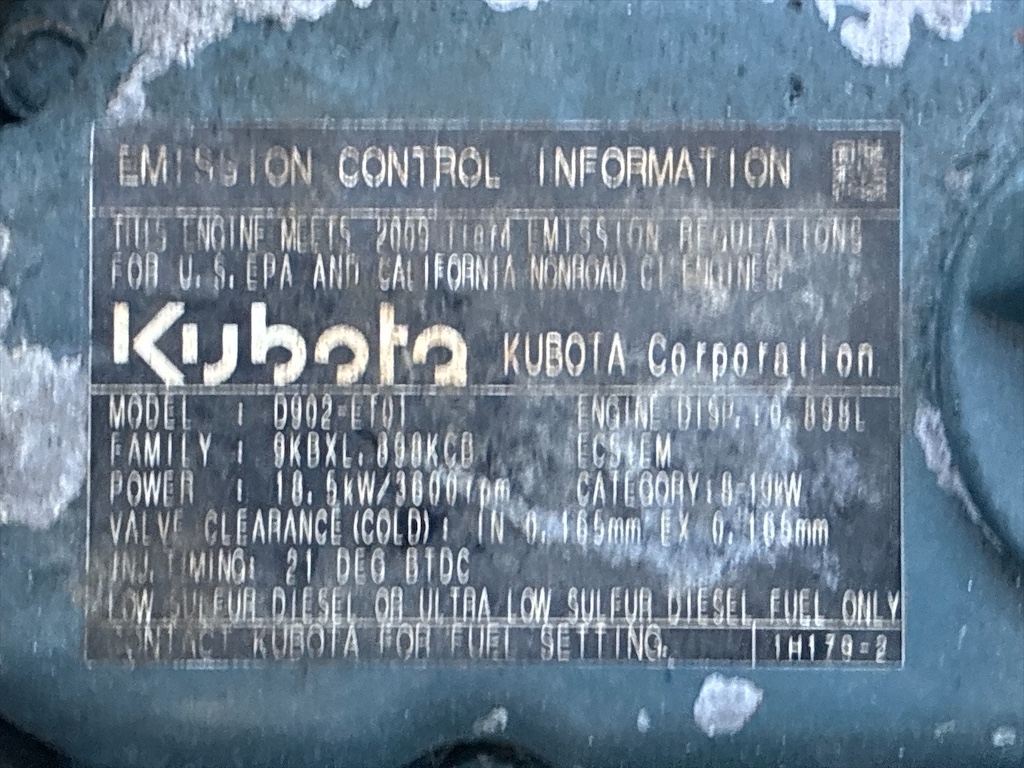 EMISSION CONTROL INFORMATION
THIS ENGINE MEETS EMISSION REGULATIONS
FOR U.S. EPA AND CALIFORNIA NONROAD CI ENGINES.
Kubota KUBOTA Corporation
MODEL : D902-ET01 ENGINE DISP.:0.898L
FAMILY : 9KBXL.898KCB ECS:EM
POWER : 18.5kW/3600rpm CATEGORY:8-19kW
VALVE CLEARANCE(COLD): IN 0.165mm EX 0.165mm
INJ.TIMING: 21 DEG BTDC
LOW SULFUR DIESEL OR ULTRA LOW SULFUR DIESEL FUEL ONLY
CONTACT KUBOTA FOR FUEL SETTING. 1H179-2